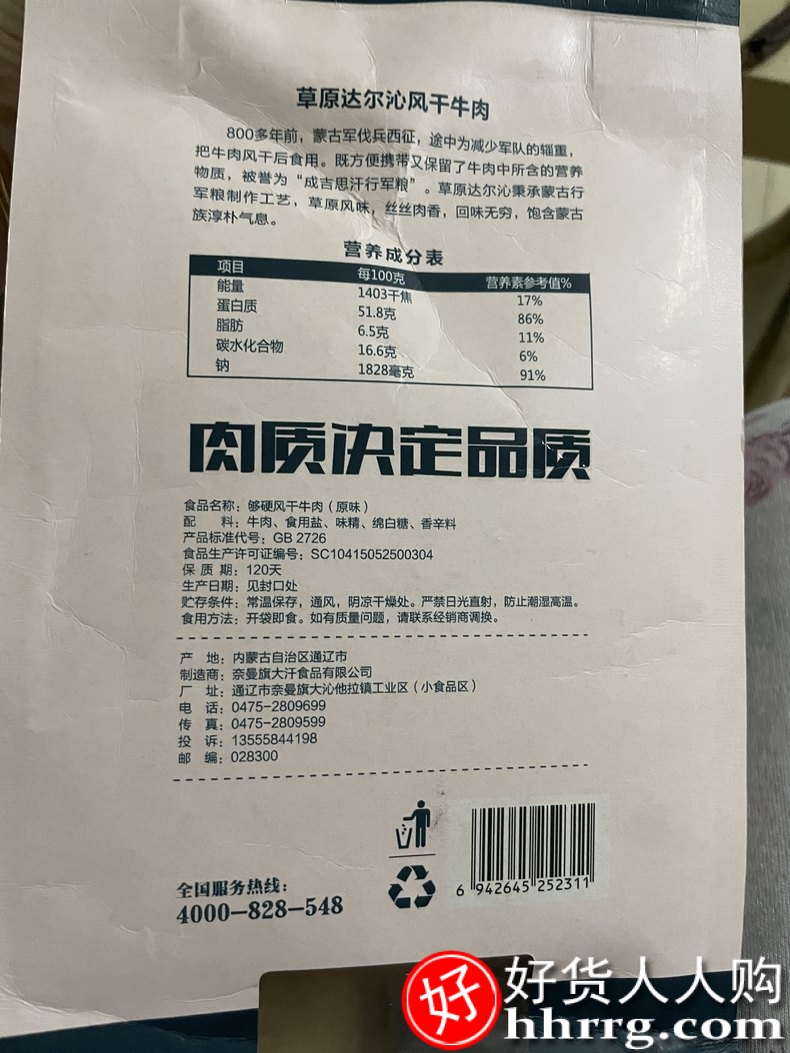 草原达尔沁风干牛肉
800多年前，蒙古军伐兵西征，途中为减少军队的辎重，
把牛肉风干后食用。既方便携带又保留了牛肉中所含的营养
物质，被誉为“成吉思汗行军粮”。草原达尔沁秉承蒙古行
军粮制作工艺，草原风味，丝丝肉香，回味无穷，饱含蒙古
族淳朴气息。
营养成分表
项目 每100克 营养素参考值%
能量 1403千焦 17%
蛋白质 51.8克 86%
脂肪 6.5克 11%
碳水化合物 16.6克 6%
钠 1828毫克 91%
肉质决定品质
食品名称：够硬风干牛肉（原味）
配 料：牛肉、食用盐、味精、绵白糖、香辛料
产品标准代号：GB 2726
食品生产许可证编号：SC10415052500304
保 质 期：120天
生产日期：见封口处
贮存条件：常温保存，通风，阴凉干燥处。严禁日光直射，防止潮湿高温。
食用方法：开袋即食。如有质量问题，请联系经销商调换。
产 地：内蒙古自治区通辽市
制造商：奈曼旗大汗食品有限公司
厂 址：通辽市奈曼旗大沁他拉镇工业区（小食品区）
电 话：0475-2809699
传 真：0475-2809599
投 诉：13555844198
邮 编：028300
全国服务热线：
4000-828-548
6 942645 252311
好 好货人人购
hhrrg.com